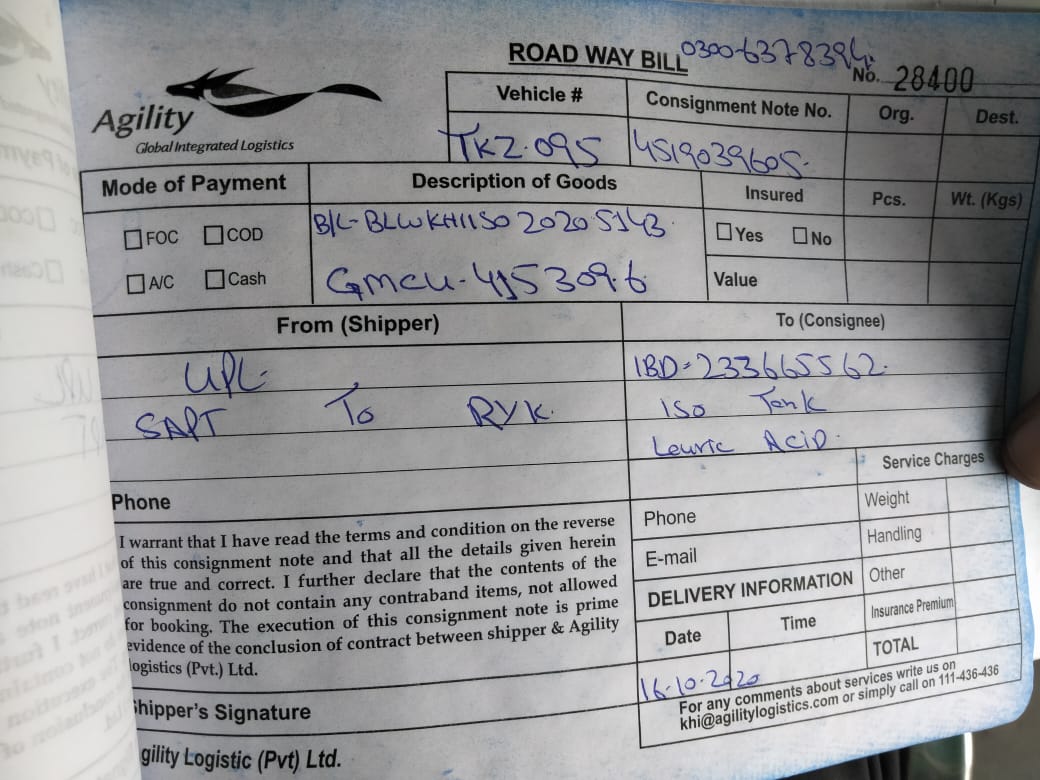 ROAD WAY BILL 0300-6378394
No. 28400
Agility
Global Integrated Logistics
Vehicle # Consignment Note No. Org. Dest.
TKZ-095 4519039605-
Mode of Payment Description of Goods Insured Pcs. Wt. (Kgs)
FOC COD B/L-BLWKHIISO20205143 Yes No
A/C Cash GMCU-4153096 Value
From (Shipper) To (Consignee)
UPL IBD-233665562
SAPT To RYK. ISO Tank
Lauric Acid
Service Charges
Phone Phone Weight
E-mail Handling
I warrant that I have read the terms and condition on the reverse
of this consignment note and that all the details given herein
are true and correct. I further declare that the contents of the
consignment do not contain any contraband items, not allowed
for booking. The execution of this consignment note is prime
evidence of the conclusion of contract between shipper & Agility
logistics (Pvt.) Ltd.
DELIVERY INFORMATION Other
Date Time Insurance Premium
TOTAL
16-10-2020
For any comments about services write us on
khi@agilitylogistics.com or simply call on 111-436-436
Shipper's Signature
gility Logistic (Pvt) Ltd.